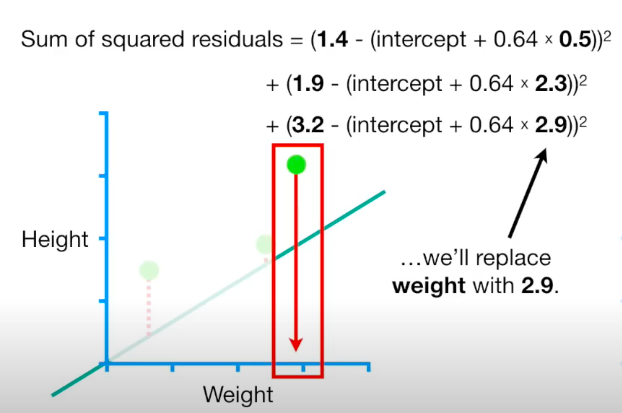 Sum of squared residuals = (1.4 - (intercept + 0.64 × 0.5))²
+ (1.9 - (intercept + 0.64 × 2.3))²
+ (3.2 - (intercept + 0.64 × 2.9))²
Height
…we’ll replace
weight with 2.9.
Weight